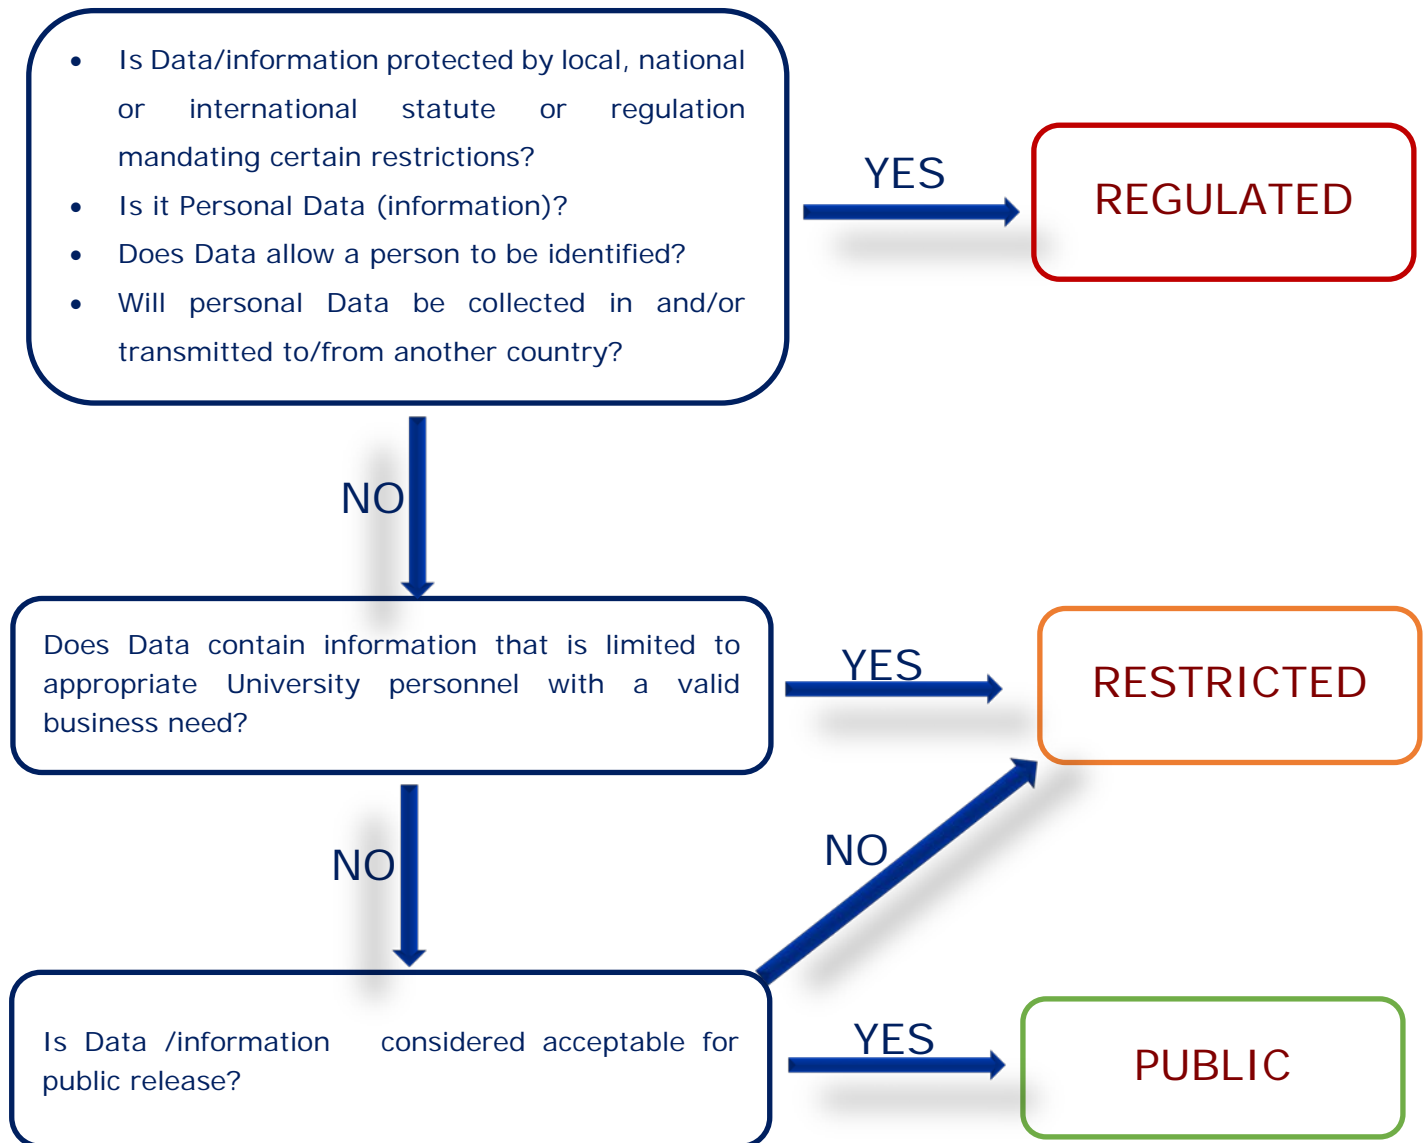 • Is Data/information protected by local, national
or international statute or regulation
mandating certain restrictions?
• Is it Personal Data (information)?
• Does Data allow a person to be identified?
• Will personal Data be collected in and/or
transmitted to/from another country?
YES
REGULATED
NO
Does Data contain information that is limited to
appropriate University personnel with a valid
business need?
YES
RESTRICTED
NO
NO
Is Data /information considered acceptable for
public release?
YES
PUBLIC